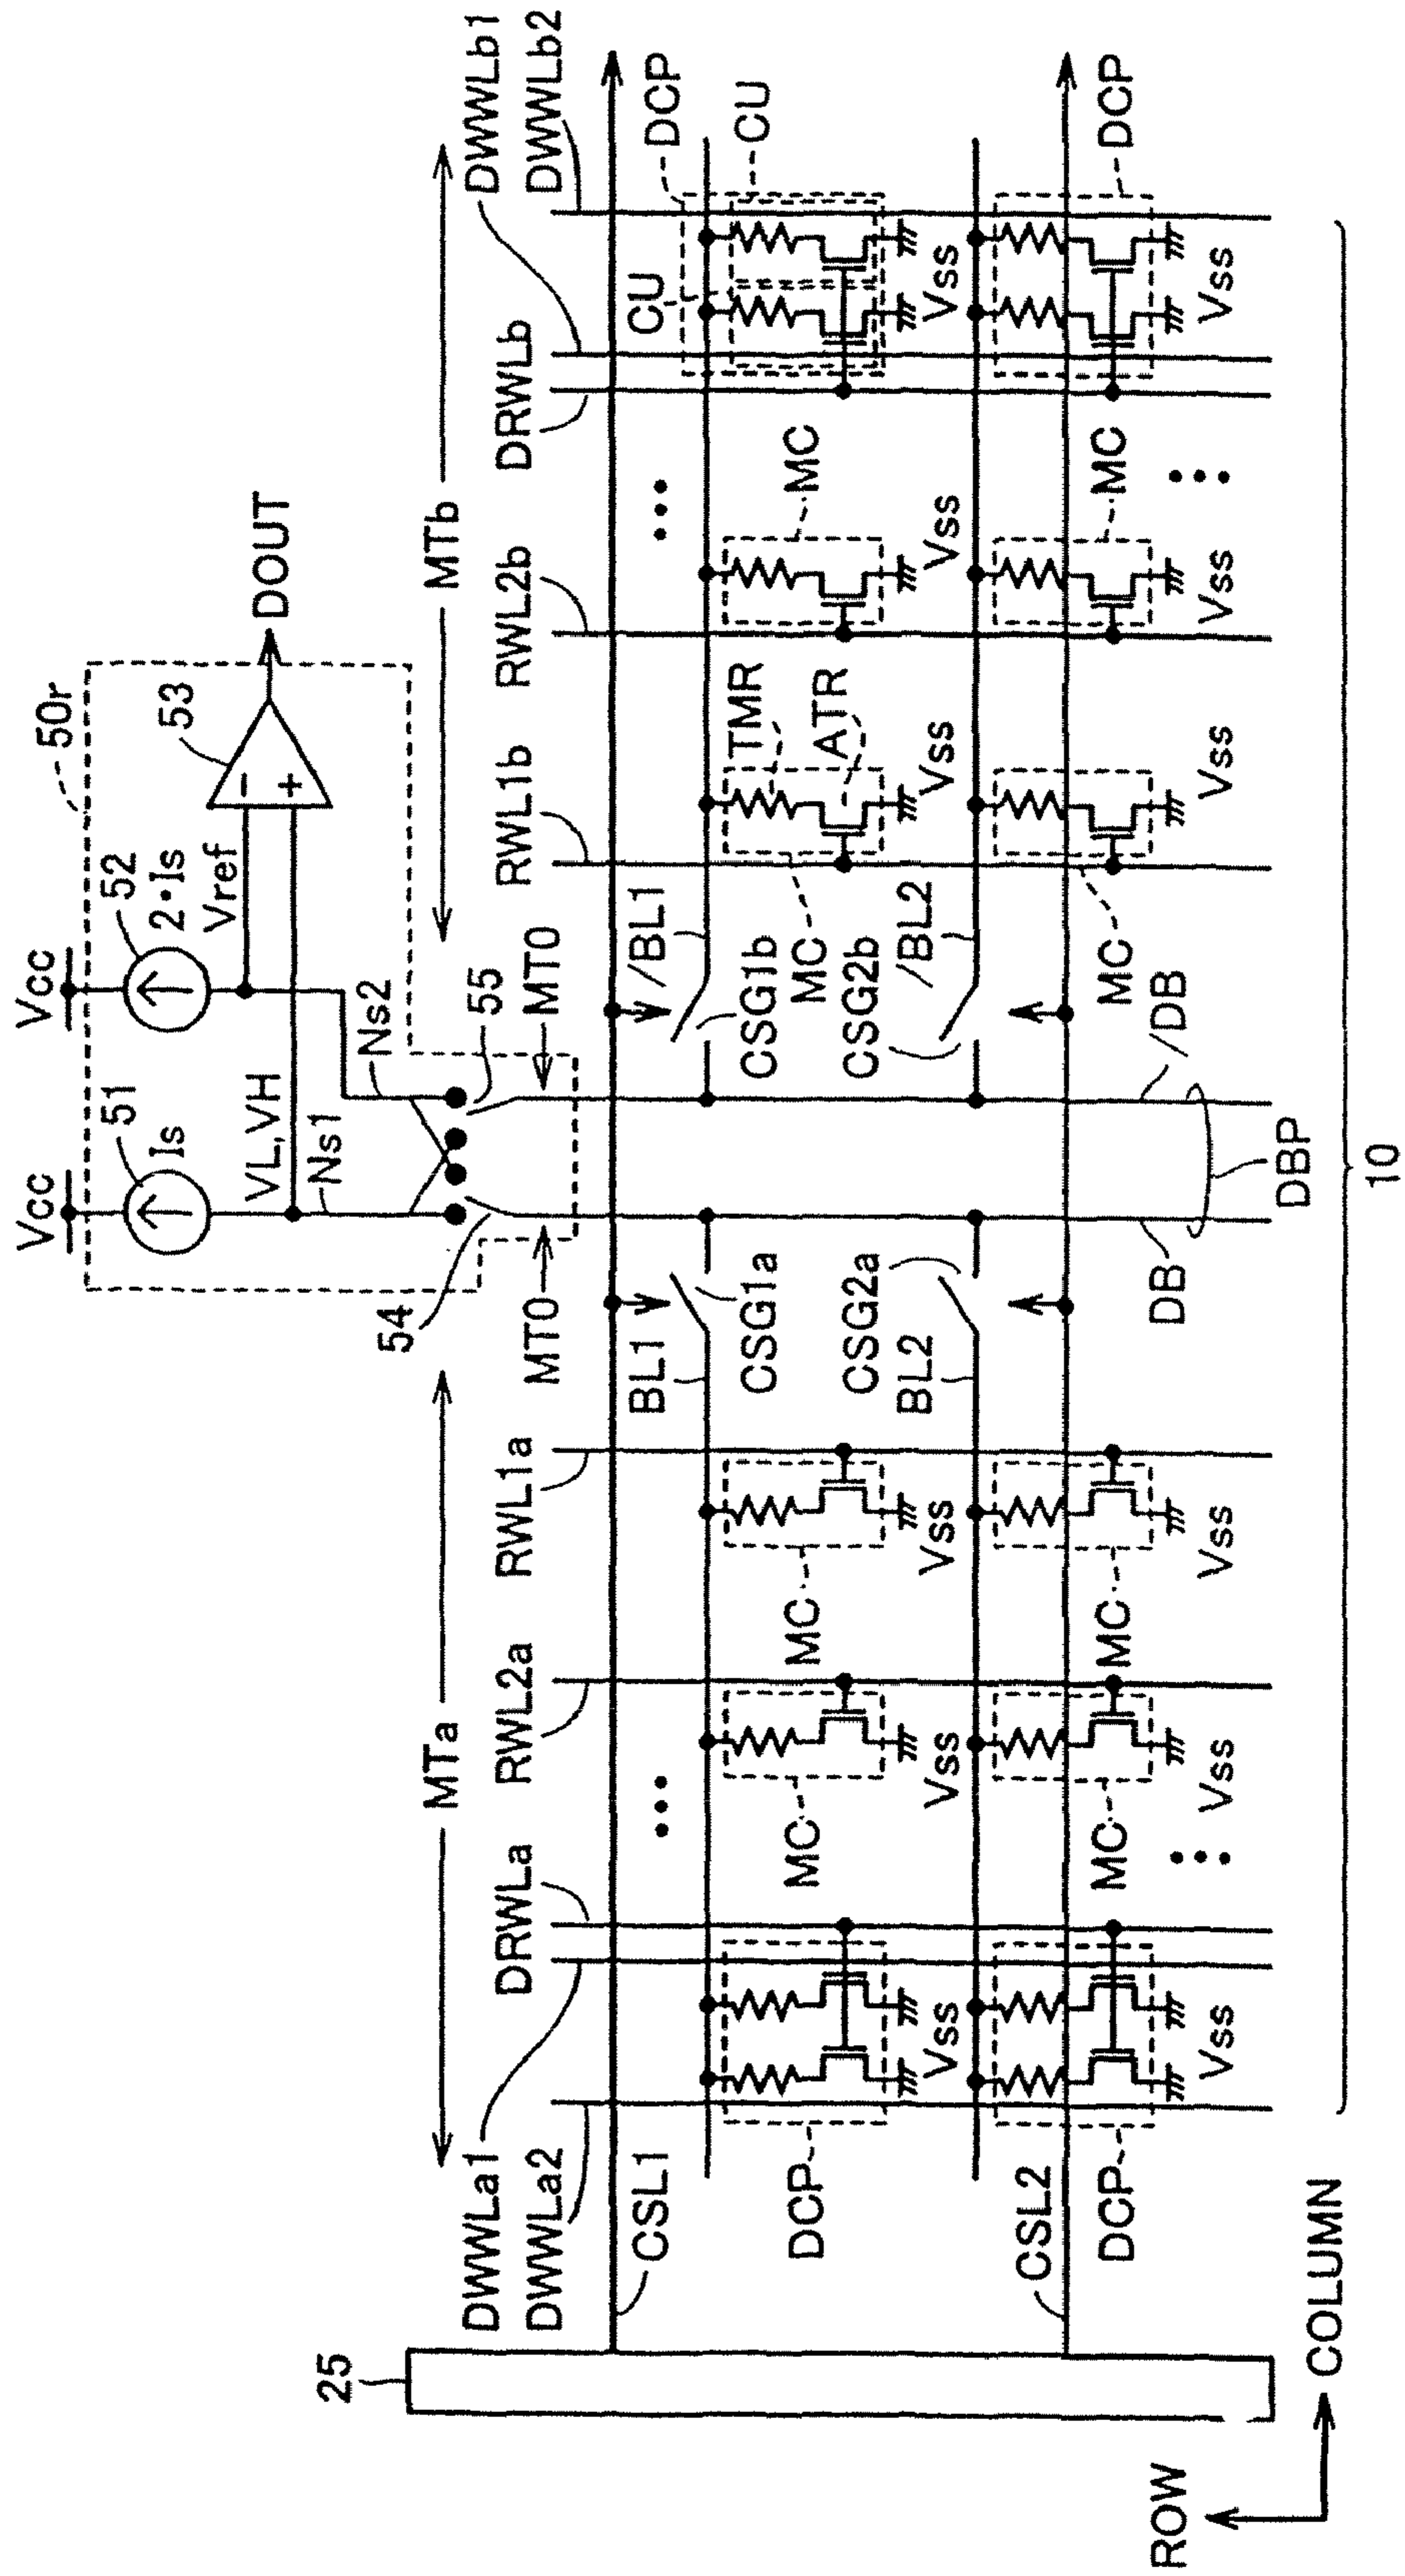 50r
Vcc
Vcc
51
Is
52
2·Is
53
DOUT
VL,VH
Vref
Ns1
Ns2
54
55
MTa
MTb
MT0
MT0
25
DWWLa1
DWWLa2
DRWLa
RWL2a
RWL1a
RWL1b
RWL2b
DRWLb
DWWLb1
DWWLb2
CSL1
BL1
/BL1
...
...
CU
DCP
CU
DCP
MC
MC
CSG1a
CSG1b
MC
TMR
ATR
MC
Vss
Vss
Vss
Vss
Vss
Vss
CSG2a
BL2
CSG2b
/BL2
CSL2
DCP
MC
MC
MC
MC
DCP
Vss
Vss
Vss
Vss
Vss
Vss
...
...
DB
/DB
DBP
10
ROW
COLUMN